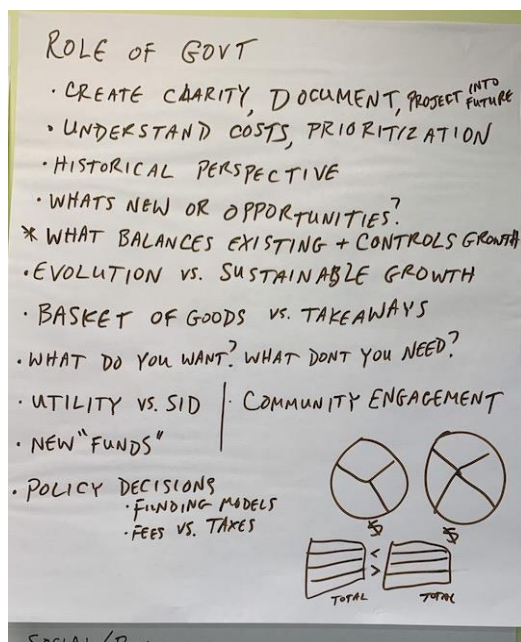 ROLE OF GOVT
· CREATE CLARITY, DOCUMENT, PROJECT INTO FUTURE
· UNDERSTAND COSTS, PRIORITIZATION
· HISTORICAL PERSPECTIVE
· WHATS NEW OR OPPORTUNITIES?
* WHAT BALANCES EXISTING + CONTROLS GROWTH
· EVOLUTION VS. SUSTAINABLE GROWTH
· BASKET OF GOODS VS. TAKEAWAYS
· WHAT DO YOU WANT? WHAT DONT YOU NEED?
· UTILITY VS. SID | · COMMUNITY ENGAGEMENT
· NEW "FUNDS"
· POLICY DECISIONS
· FUNDING MODELS
· FEES VS. TAXES
$ $
<
>
TOTAL TOTAL